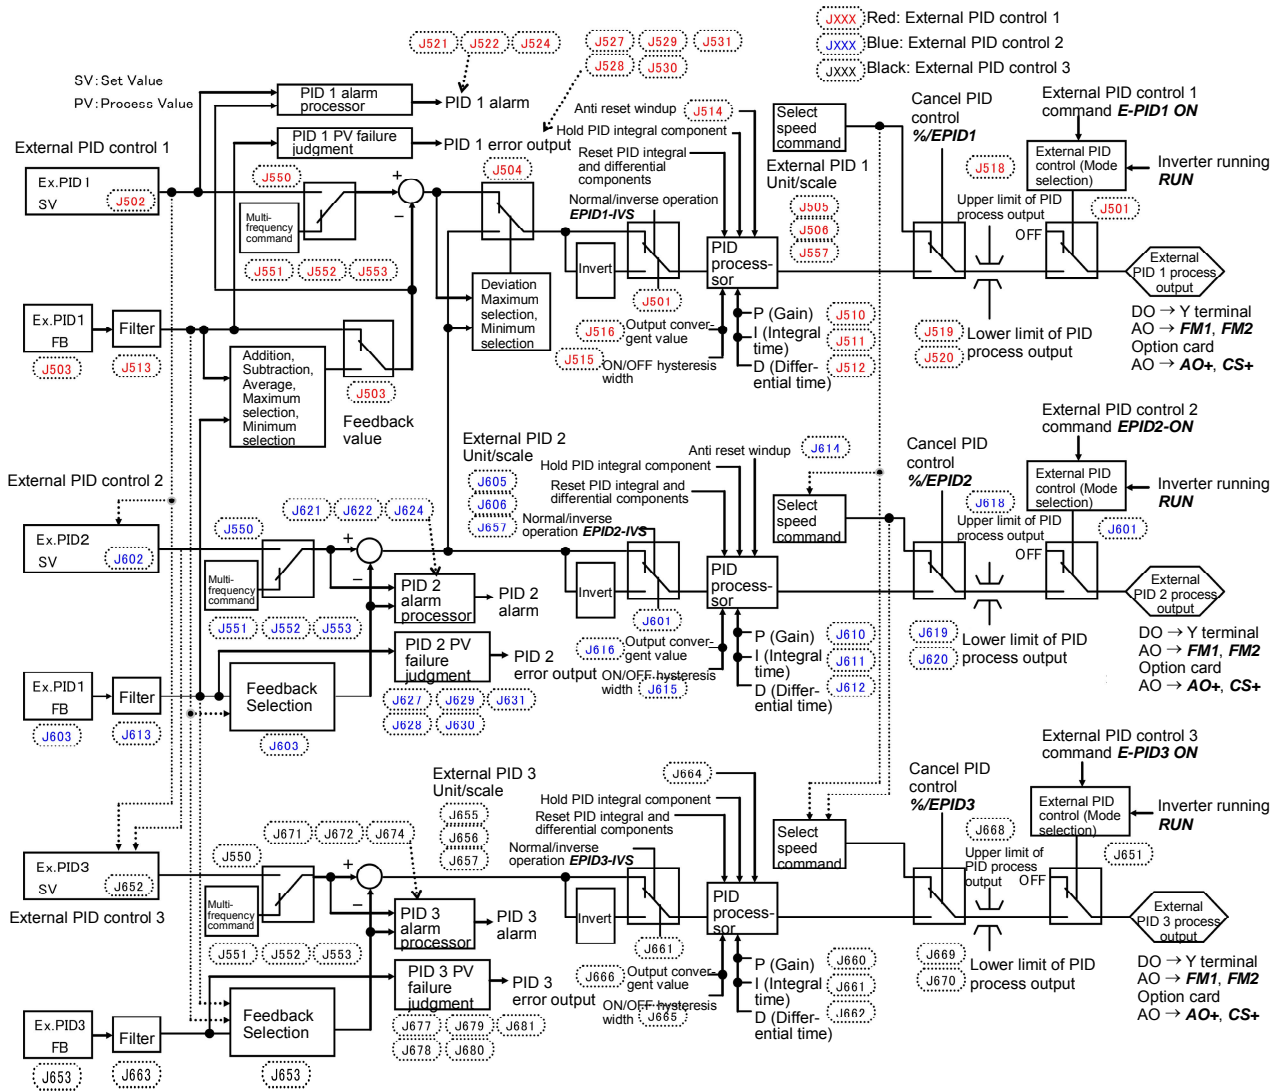 JXXX Red: External PID control 1
JXXX Blue: External PID control 2
JXXX Black: External PID control 3
SV:Set Value
PV:Process Value
J521 J522 J524
J527 J529 J531
J528 J530
PID 1 alarm
processor
PID 1 alarm
PID 1 PV failure
judgment
PID 1 error output
External PID control 1
Ex.PID1
SV
J502
J550
Multi-
frequency
command
J551 J552 J553
+
−
J504
Deviation
Maximum
selection,
Minimum
selection
Ex.PID1
FB
J503
Filter
J513
Addition,
Subtraction,
Average,
Maximum
selection,
Minimum
selection
J503
Feedback
value
Anti reset windup
J514
Hold PID integral component
Reset PID integral
and differential
components
Normal/inverse operation
EPID1-IVS
Invert
J501
PID
process-
sor
External PID 1
Unit/scale
J505
J506
J557
J516
Output conver-
gent value
J515
ON/OFF hysteresis
width
P (Gain)
J510
I (Integral
time)
J511
D (Differ-
ential time)
J512
Select
speed
command
Cancel PID
control
%/EPID1
J518
Upper limit of PID
process output
J519
J520
Lower limit of PID
process output
External PID control 1
command E-PID1 ON
External PID
control (Mode
selection)
Inverter running
RUN
J501
OFF
External
PID 1 process
output
DO → Y terminal
AO → FM1, FM2
Option card
AO → AO+, CS+
External PID control 2
Ex.PID2
SV
J602
J550
Multi-
frequency
command
J551 J552 J553
J621 J622 J624
+
−
PID 2
alarm
processor
PID 2
alarm
PID 2 PV
failure
judgment
PID 2
error output
J627 J629 J631
J628 J630
Ex.PID1
FB
J603
Filter
J613
Feedback
Selection
J603
External PID 2
Unit/scale
J605
J606
J657
Anti reset windup
J614
Hold PID integral component
Reset PID integral and
differential components
Normal/inverse
operation EPID2-IVS
Invert
J601
PID
process-
sor
J616
Output conver-
gent value
ON/OFF hysteresis
width
J615
P (Gain)
J610
I (Integral
time)
J611
D (Differ-
ential time)
J612
Select
speed
command
Cancel PID
control
%/EPID2
J618
Upper limit of PID
process output
J619
J620
Lower limit of PID
process output
External PID control 2
command EPID2-ON
External PID
control (Mode
selection)
Inverter running
RUN
J601
OFF
External
PID 2 process
output
DO → Y terminal
AO → FM1, FM2
Option card
AO → AO+, CS+
Ex.PID3
SV
J652
External PID control 3
J550
Multi-
frequency
command
J551 J552 J553
J671 J672 J674
+
−
PID 3
alarm
processor
PID 3
alarm
PID 3 PV
failure
judgment
PID 3
error output
J677 J679 J681
J678 J680
Ex.PID3
FB
J653
Filter
J663
Feedback
Selection
J653
External PID 3
Unit/scale
J655
J656
J657
J664
Hold PID integral component
Reset PID integral and
and differential
components
Normal/inverse
operation EPID3-IVS
Invert
J661
PID
process-
sor
J666
Output conver-
gent value
ON/OFF hysteresis
width
J665
P (Gain)
J660
I (Integral
time)
J661
D (Differ-
ential time)
J662
Select
speed
command
Cancel PID
control
%/EPID3
J668
Upper limit of
PID process
output
J669
J670
Lower limit of PID
process output
External PID control 3
command E-PID3 ON
External PID
control (Mode
selection)
Inverter running
RUN
J651
OFF
External
PID 3 process
output
DO → Y terminal
AO → FM1, FM2
Option card
AO → AO+, CS+